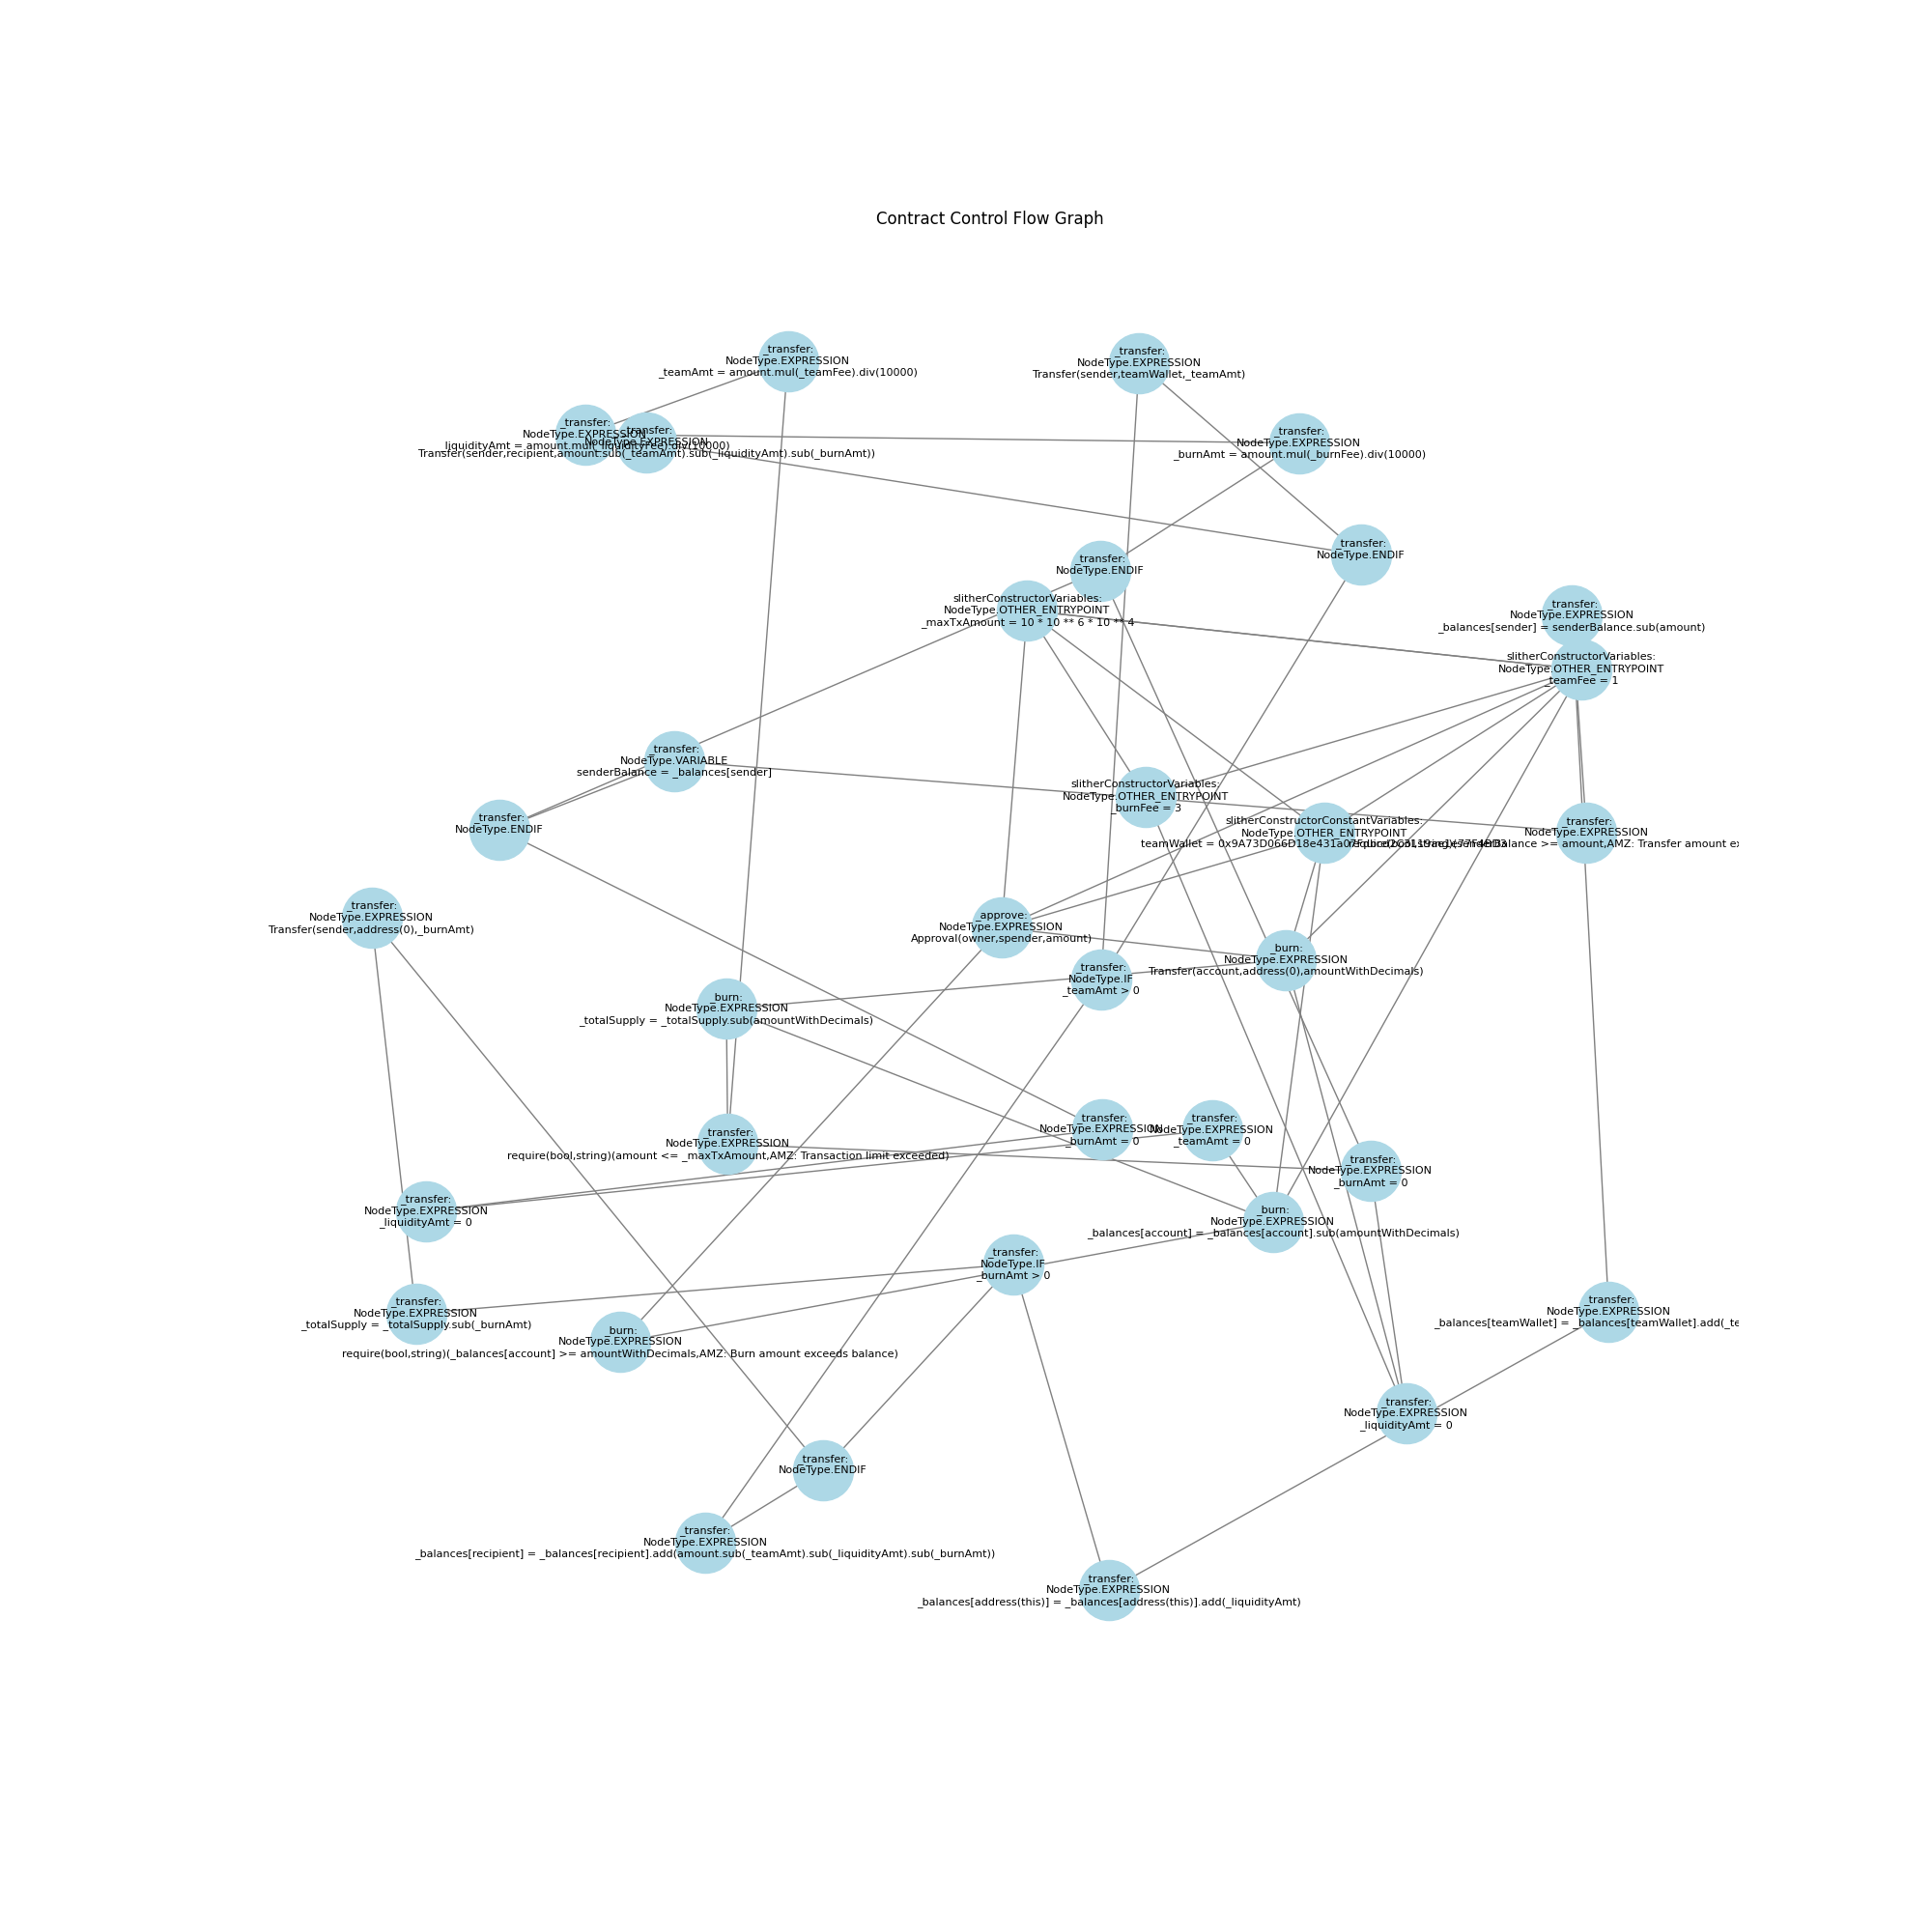 Contract Control Flow Graph
_transfer:
NodeType.EXPRESSION
_teamAmt = amount.mul(_teamFee).div(10000)
_transfer:
NodeType.EXPRESSION
Transfer(sender,teamWallet,_teamAmt)
_transfer:
NodeType.EXPRESSION
_liquidityAmt = amount.mul(_liquidityFee).div(10000)
_transfer:
NodeType.EXPRESSION
Transfer(sender,recipient,amount.sub(_teamAmt).sub(_liquidityAmt).sub(_burnAmt))
_transfer:
NodeType.EXPRESSION
_burnAmt = amount.mul(_burnFee).div(10000)
_transfer:
NodeType.ENDIF
_transfer:
NodeType.ENDIF
slitherConstructorVariables:
NodeType.OTHER_ENTRYPOINT
_maxTxAmount = 10 * 10 ** 6 * 10 ** 4
_transfer:
NodeType.EXPRESSION
_balances[sender] = senderBalance.sub(amount)
slitherConstructorVariables:
NodeType.OTHER_ENTRYPOINT
_teamFee = 1
_transfer:
NodeType.VARIABLE
senderBalance = _balances[sender]
slitherConstructorVariables:
NodeType.OTHER_ENTRYPOINT
_burnFee = 3
_transfer:
NodeType.ENDIF
slitherConstructorConstantVariables:
NodeType.OTHER_ENTRYPOINT
teamWallet =
_transfer:
NodeType.EXPRESSION
>= amount,AMZ: Transfer amount
_transfer:
NodeType.EXPRESSION
Transfer(sender,address(0),_burnAmt)
_approve:
NodeType.EXPRESSION
Approval(owner,spender,amount)
_burn:
NodeType.EXPRESSION
Transfer(account,address(0),amountWithDecimals)
_transfer:
NodeType.IF
_teamAmt > 0
_burn:
NodeType.EXPRESSION
_totalSupply = _totalSupply.sub(amountWithDecimals)
_transfer:
NodeType.EXPRESSION
_burnAmt = 0
_transfer:
NodeType.EXPRESSION
_teamAmt = 0
_transfer:
NodeType.EXPRESSION
require(bool,string)(amount <= _maxTxAmount,AMZ: Transaction limit exceeded)
_transfer:
NodeType.EXPRESSION
_burnAmt = 0
_transfer:
NodeType.EXPRESSION
_liquidityAmt = 0
_burn:
NodeType.EXPRESSION
_balances[account] = _balances[account].sub(amountWithDecimals)
_transfer:
NodeType.IF
_burnAmt > 0
_transfer:
NodeType.EXPRESSION
_totalSupply = _totalSupply.sub(_burnAmt)
_transfer:
NodeType.EXPRESSION
_balances[teamWallet] = _balances[teamWallet].add(_te
_burn:
NodeType.EXPRESSION
require(bool,string)(_balances[account] >= amountWithDecimals,AMZ: Burn amount exceeds balance)
_transfer:
NodeType.EXPRESSION
_liquidityAmt = 0
_transfer:
NodeType.ENDIF
_transfer:
NodeType.EXPRESSION
_balances[recipient] = _balances[recipient].add(amount.sub(_teamAmt).sub(_liquidityAmt).sub(_burnAmt))
_transfer:
NodeType.EXPRESSION
_balances[address(this)] = _balances[address(this)].add(_liquidityAmt)